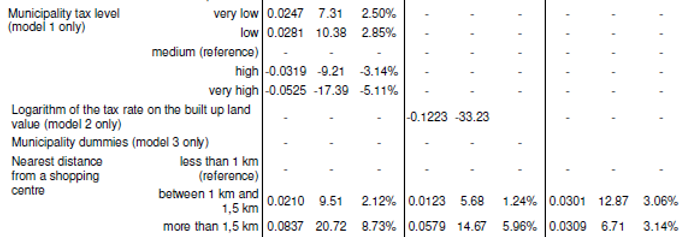 Municipality tax level very low 0.0247 7.31 2.50% - - - - - -
(model 1 only) low 0.0281 10.38 2.85% - - - - - -
medium (reference) - - - - - - - - -
high -0.0319 -9.21 -3.14% - - - - - -
very high -0.0525 -17.39 -5.11% - - - - - -
Logarithm of the tax rate on the built up land
value (model 2 only) - - - -0.1223 -33.23 - - -
Municipality dummies (model 3 only) - - - - - -
Nearest distance less than 1 km
from a shopping (reference) - - - - - - - - -
centre between 1 km and
1,5 km 0.0210 9.51 2.12% 0.0123 5.68 1.24% 0.0301 12.87 3.06%
more than 1,5 km 0.0837 20.72 8.73% 0.0579 14.67 5.96% 0.0309 6.71 3.14%